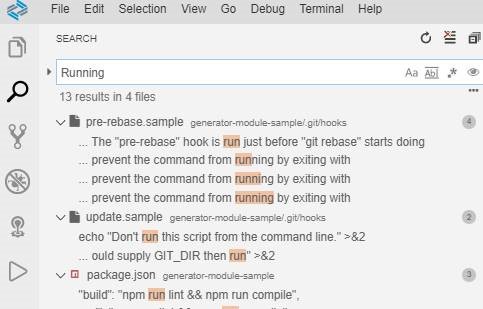 File Edit Selection View Go Debug Terminal Help
SEARCH
Running
Aa Abl .*
13 results in 4 files
pre-rebase.sample generator-module-sample/.git/hooks 4
... The "pre-rebase" hook is run just before "git rebase" starts doing
... prevent the command from running by exiting with
... prevent the command from running by exiting with
... prevent the command from running by exiting with
update.sample generator-module-sample/.git/hooks 2
echo "Don't run this script from the command line." >&2
... ould supply GIT_DIR then run" >&2
package.json generator-module-sample 3
"build": "npm run lint && npm run compile",